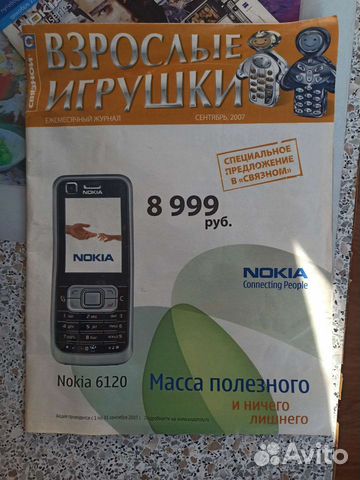 СВЯЗНОЙ
ВЗРОСЛЫЕ
ИГРУШКИ
ЕЖЕМЕСЯЧНЫЙ ЖУРНАЛ
СЕНТЯБРЬ, 2007
СПЕЦИАЛЬНОЕ
ПРЕДЛОЖЕНИЕ
В «СВЯЗНОМ»
8 999
руб.
NOKIA
NOKIA
NOKIA
Connecting People
Nokia 6120
Масса полезного
и ничего
лишнего
Avito